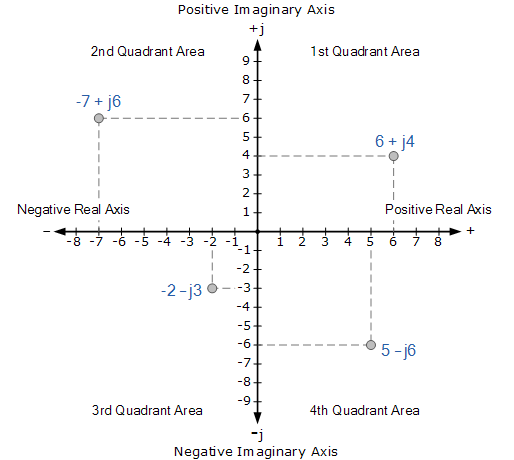 Positive Imaginary Axis
+j
2nd Quadrant Area
1st Quadrant Area
9
8
7
6
5
4
3
2
1
-7 + j6
6 + j4
Negative Real Axis
Positive Real Axis
− -8 -7 -6 -5 -4 -3 -2 -1 1 2 3 4 5 6 7 8 +
-1
-2
-3
-4
-5
-6
-7
-8
-9
-2 –j3
5 –j6
3rd Quadrant Area
4th Quadrant Area
-j
Negative Imaginary Axis